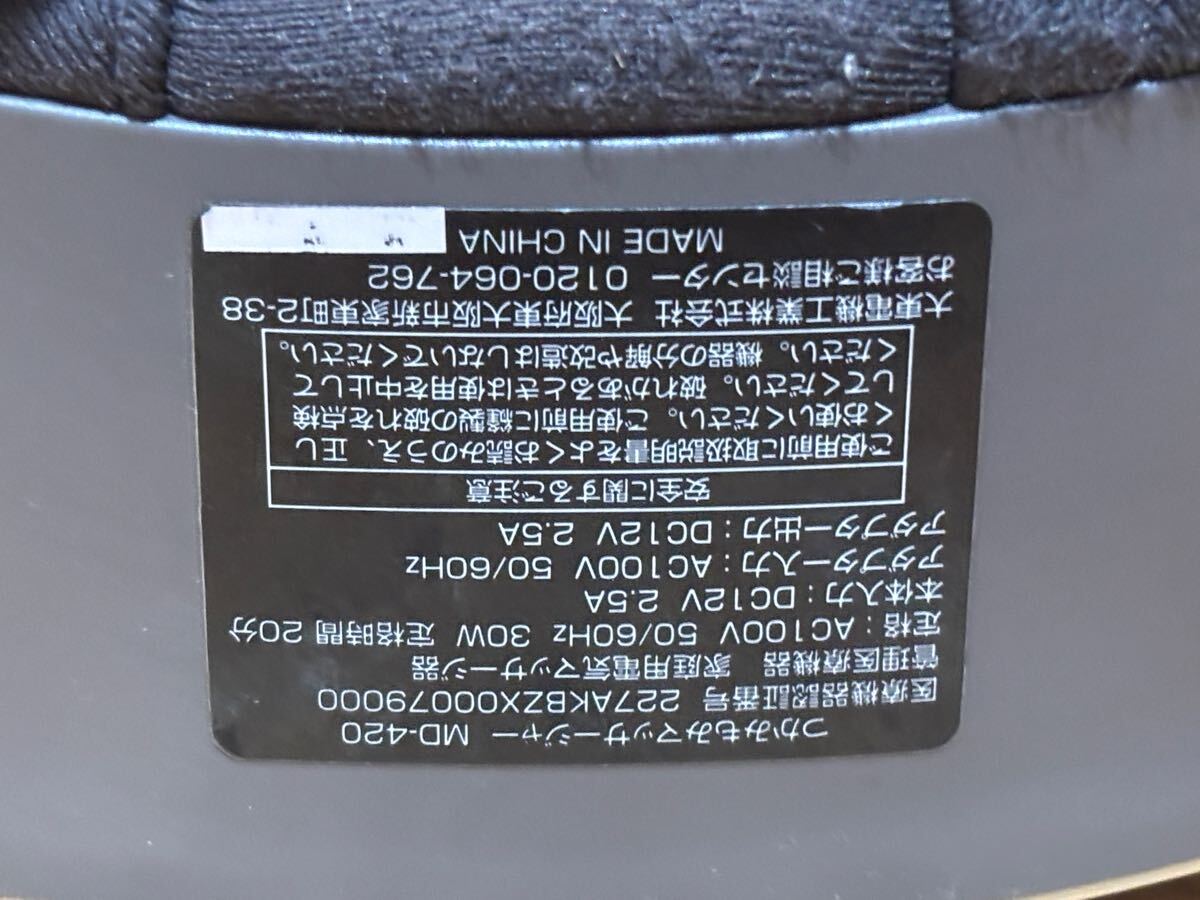 つかみもみマッサージャー MD-420
医療機器認証番号 227AKBZX00079000
管理医療機器 家庭用電気マッサージ器
定格：AC100V 50/60Hz 30W 定格時間 20分
本体入力：DC12V 2.5A
アダプター入力：AC100V 50/60Hz
アダプター出力：DC12V 2.5A
安全に関するご注意
ご使用前に取扱説明書をよくお読みのうえ、正し
くお使いください。ご使用前に縫製の破れを点検
してください。破れがあるときは使用を中止して
ください。機器の分解や改造はしないでください。
大東電機工業株式会社 大阪府東大阪市新家東町2-38
お客様ご相談センター 0120-064-762
MADE IN CHINA